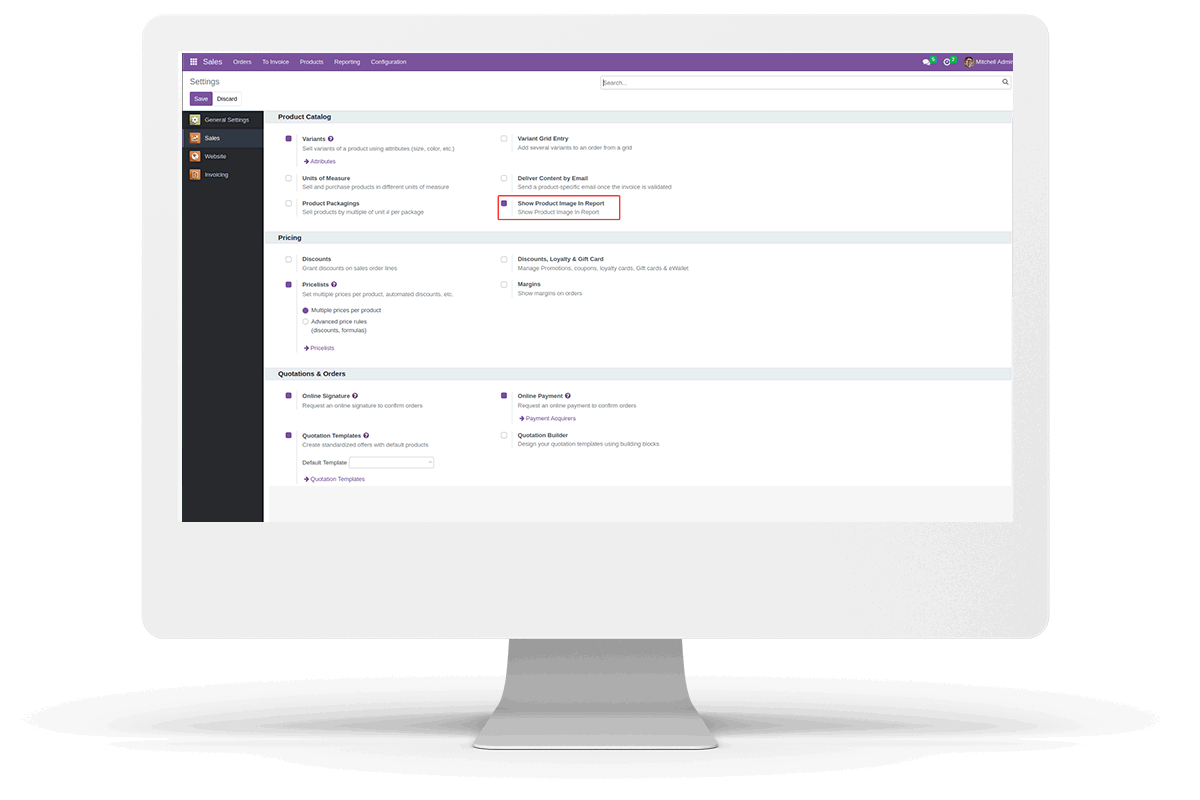 Sales Orders To Invoice Products Reporting Configuration 5 2 Mitchell Admin
Settings
Search...
Save Discard
General Settings
Sales
Website
Invoicing
Product Catalog
Variants
Sell variants of a product using attributes (size, color, etc.)
Attributes
Variant Grid Entry
Add several variants to an order from a grid
Units of Measure
Sell and purchase products in different units of measure
Deliver Content by Email
Send a product-specific email once the invoice is validated
Product Packagings
Sell products by multiple of unit # per package
Show Product Image In Report
Show Product Image In Report
Pricing
Discounts
Grant discounts on sales order lines
Discounts, Loyalty & Gift Card
Manage Promotions, coupons, loyalty cards, Gift cards & eWallet
Pricelists
Set multiple prices per product, automated discounts, etc.
Multiple prices per product
Advanced price rules
(discounts, formulas)
Pricelists
Margins
Show margins on orders
Quotations & Orders
Online Signature
Request an online signature to confirm orders
Online Payment
Request an online payment to confirm orders
Payment Acquirers
Quotation Templates
Create standardized offers with default products
Default Template
Quotation Templates
Quotation Builder
Design your quotation templates using building blocks